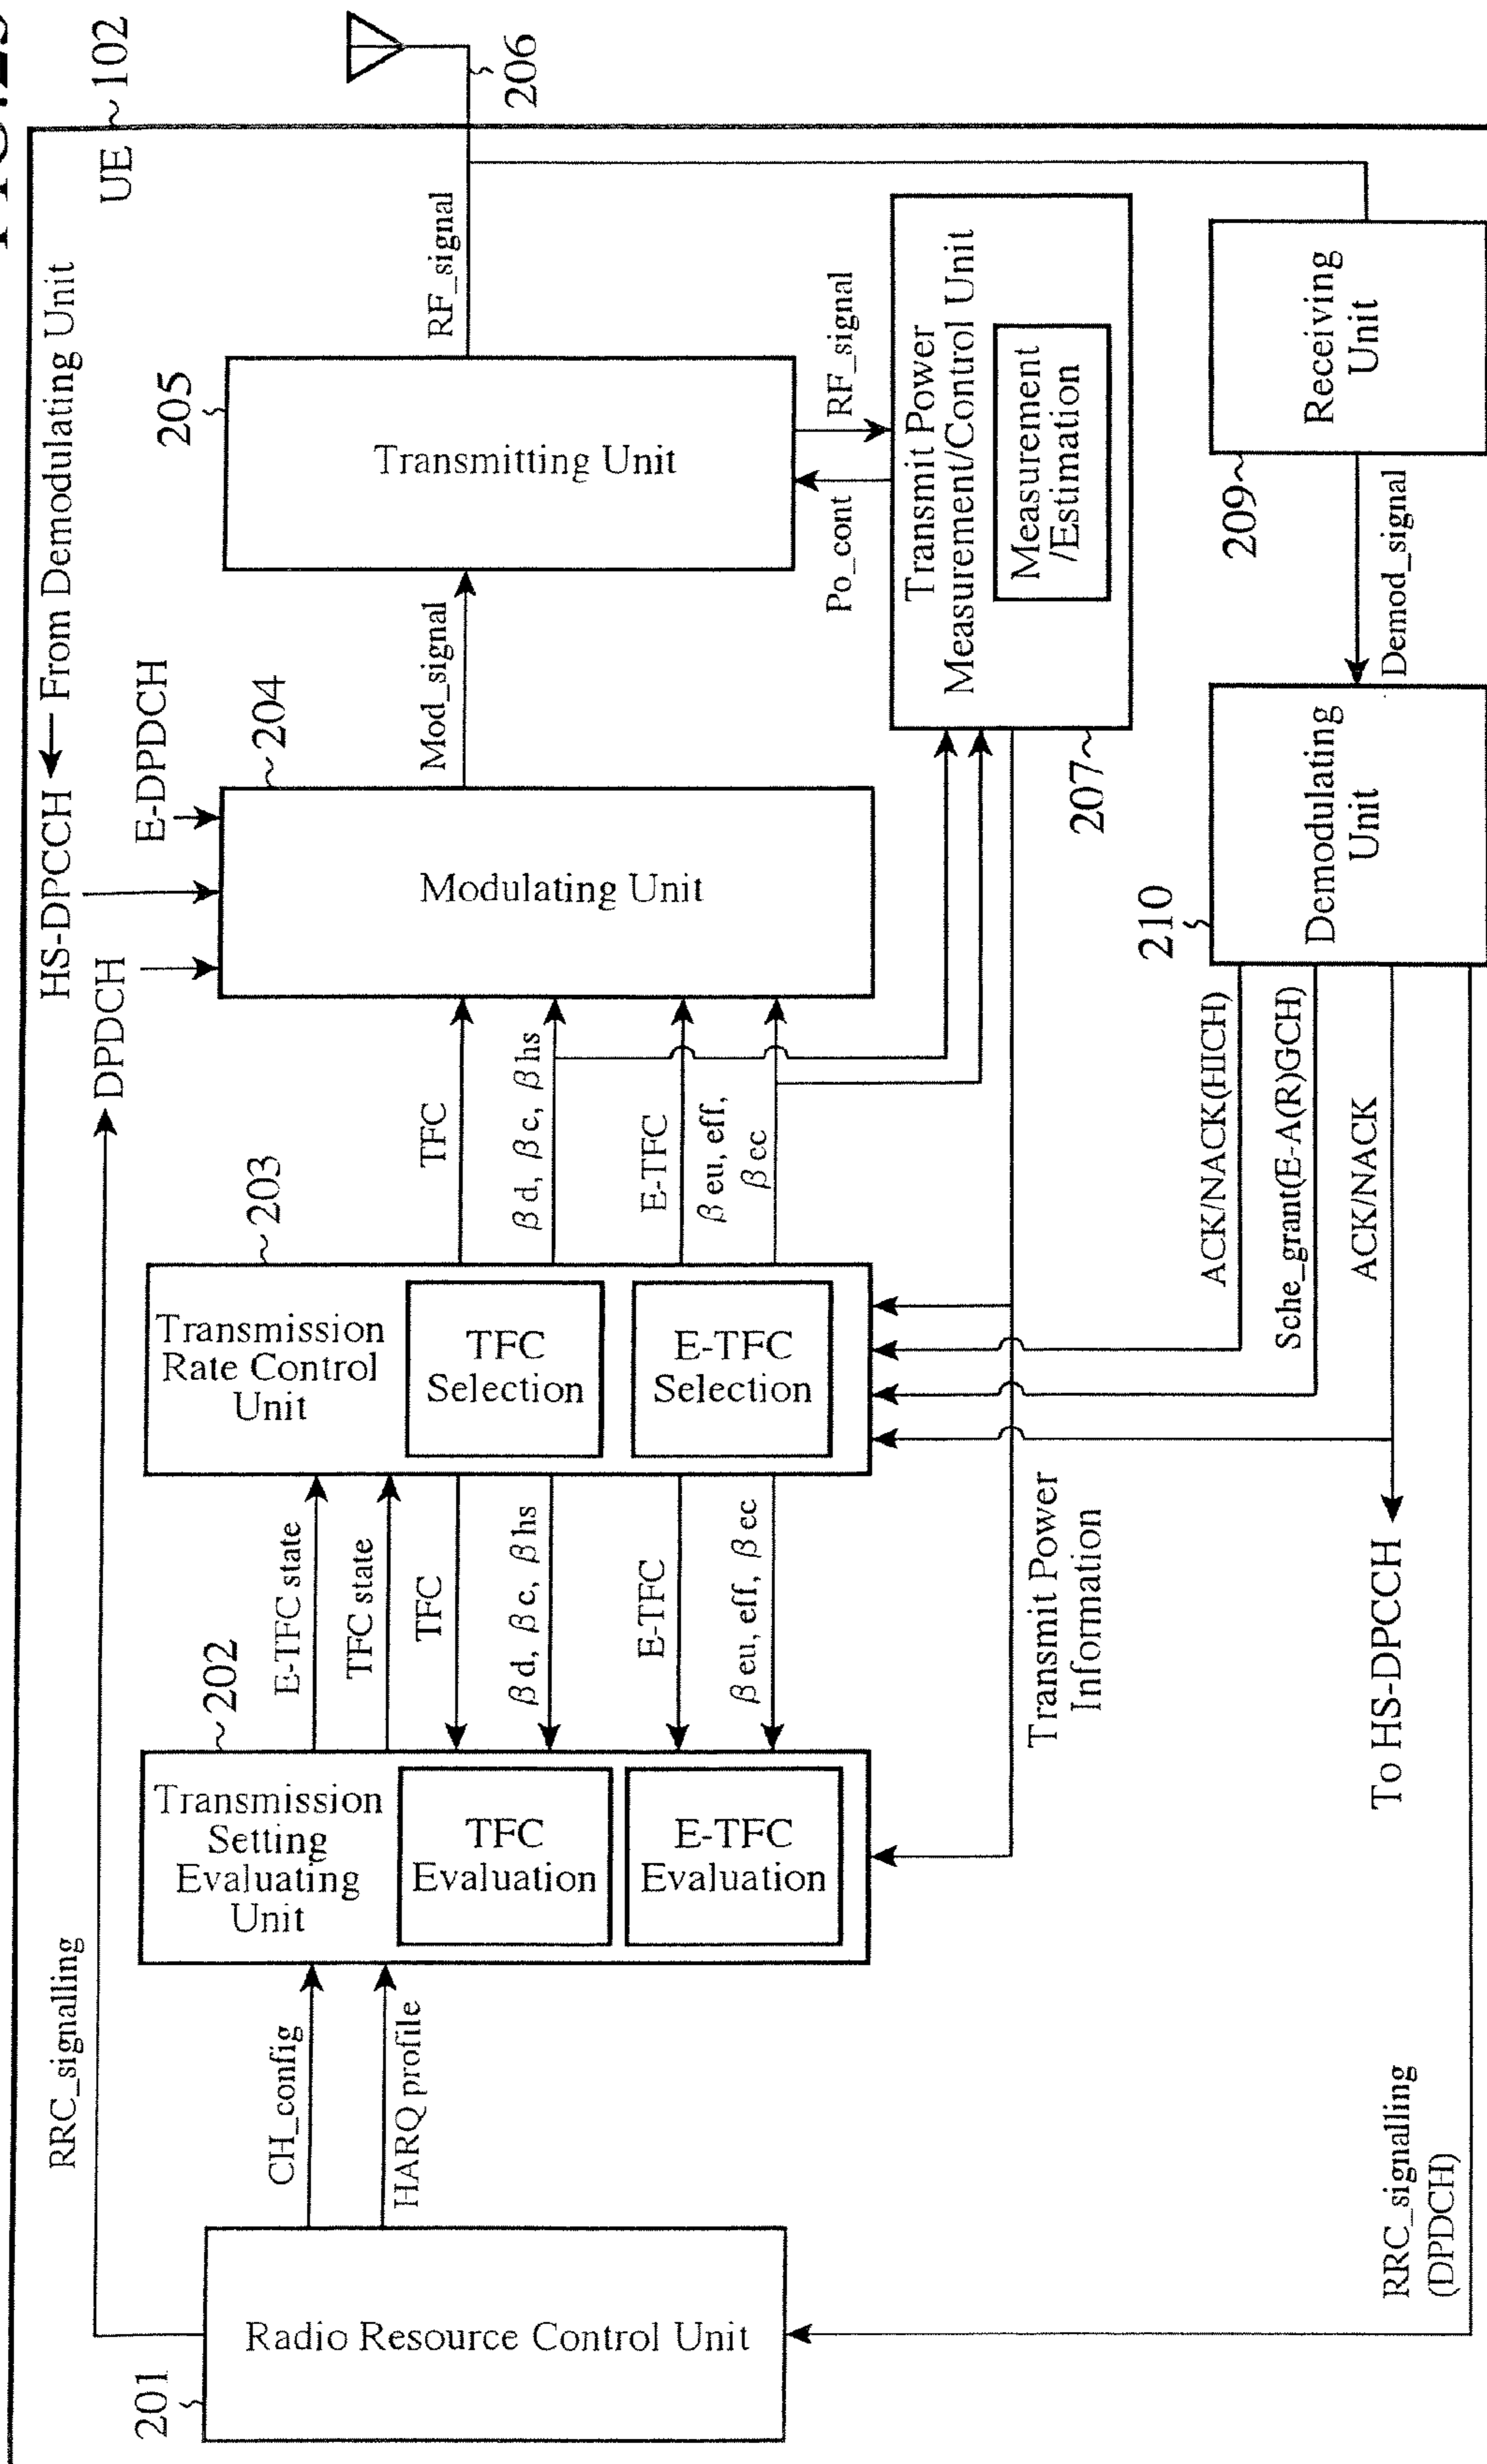 UE
102
RRC_signalling
HS-DPCCH
From Demodulating Unit
DPDCH
E-DPDCH
201
Radio Resource Control Unit
CH_config
HARQ profile
202
Transmission
Setting
Evaluating
Unit
TFC
Evaluation
E-TFC
Evaluation
E-TFC state
TFC state
TFC
βd, βc, βhs
E-TFC
βeu, eff, βec
203
Transmission
Rate Control
Unit
TFC
Selection
E-TFC
Selection
TFC
βd, βc, βhs
E-TFC
βeu, eff,
βec
204
Modulating Unit
Mod_signal
205
Transmitting Unit
RF_signal
206
Po_cont
RF_signal
Transmit Power
Measurement/Control Unit
Measurement
/Estimation
207
Transmit Power
Information
209
Receiving
Unit
Demod_signal
210
Demodulating
Unit
ACK/NACK(HICH)
Sche_grant(E-A(R)GCH)
ACK/NACK
To HS-DPCCH
RRC_signalling
(DPDCH)